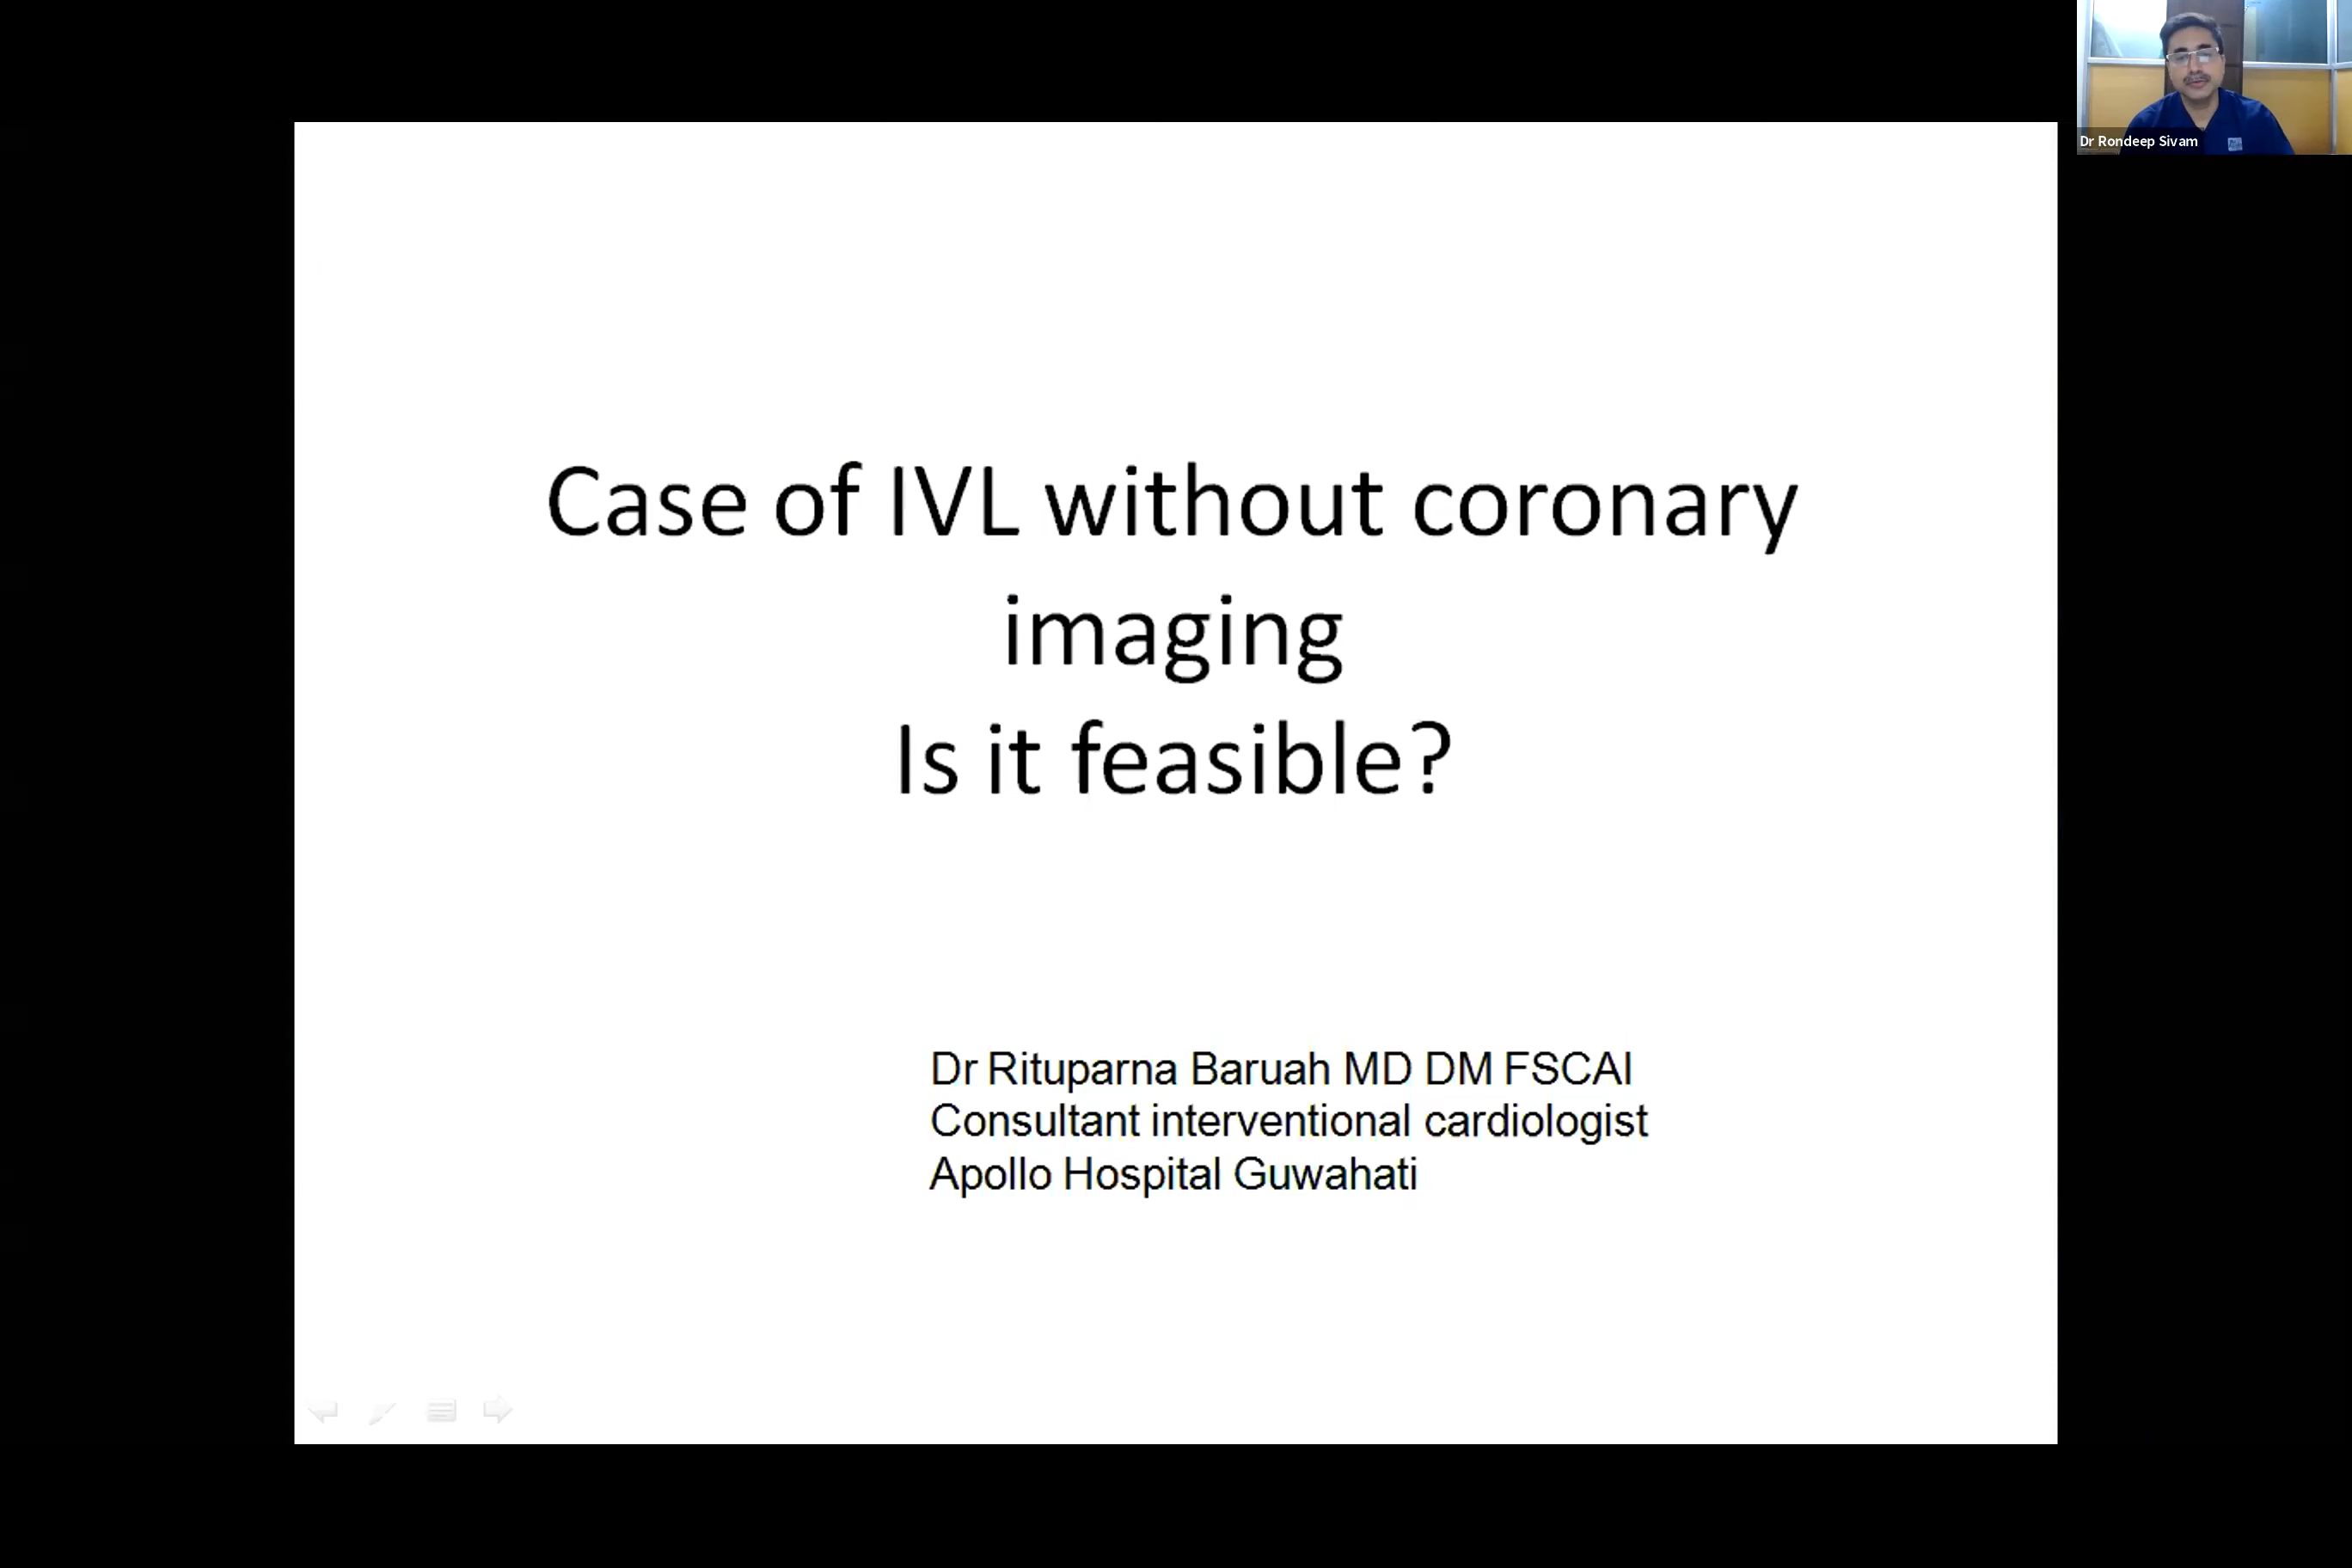 Dr Rondeep Sivam
Case of IVL without coronary
imaging
Is it feasible?
Dr Rituparna Baruah MD DM FSCAI
Consultant interventional cardiologist
Apollo Hospital Guwahati